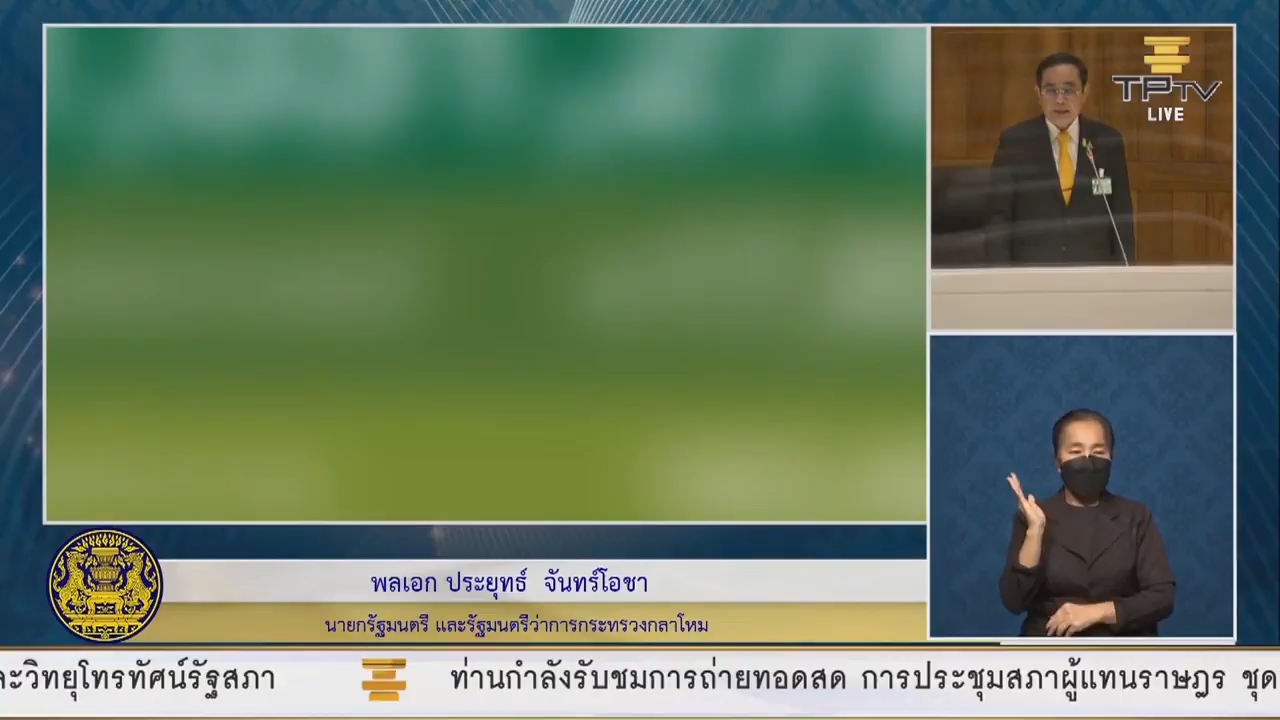 TPTV
LIVE
พลเอก ประยุทธ์ จันทร์โอชา
นายกรัฐมนตรี และรัฐมนตรีว่าการกระทรวงกลาโหม
ละวิทยุโทรทัศน์รัฐสภา ท่านกำลังรับชมการถ่ายทอดสด การประชุมสภาผู้แทนราษฎร ชุด